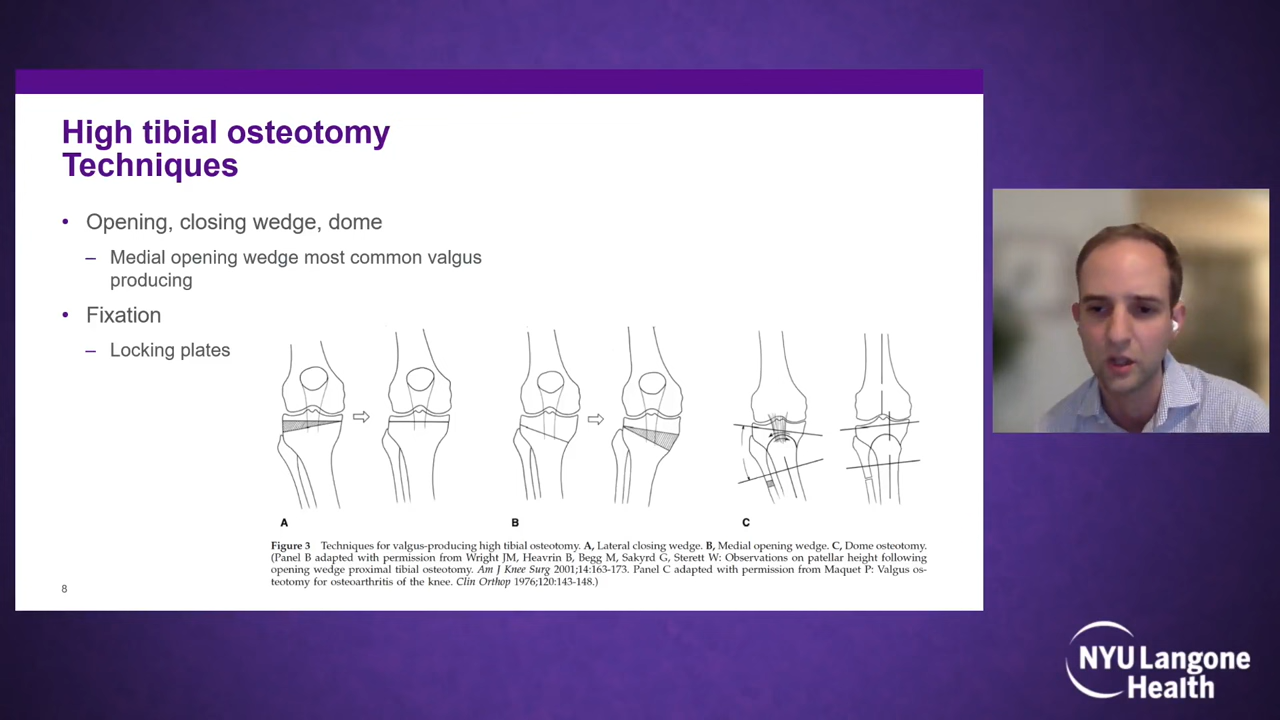 High tibial osteotomy
Techniques
• Opening, closing wedge, dome
– Medial opening wedge most common valgus
producing
• Fixation
– Locking plates
A
B
C
Figure 3 Techniques for valgus-producing high tibial osteotomy. A, Lateral closing wedge. B, Medial opening wedge. C, Dome osteotomy.
(Panel B adapted with permission from Wright JM, Heavrin B, Begg M, Sakyrd G, Sterett W: Observations on patellar height following
opening wedge proximal tibial osteotomy. Am J Knee Surg 2001;14:163-173. Panel C adapted with permission from Maquet P: Valgus os-
teotomy for osteoarthritis of the knee. Clin Orthop 1976;120:143-148.)
8
NYU Langone
Health